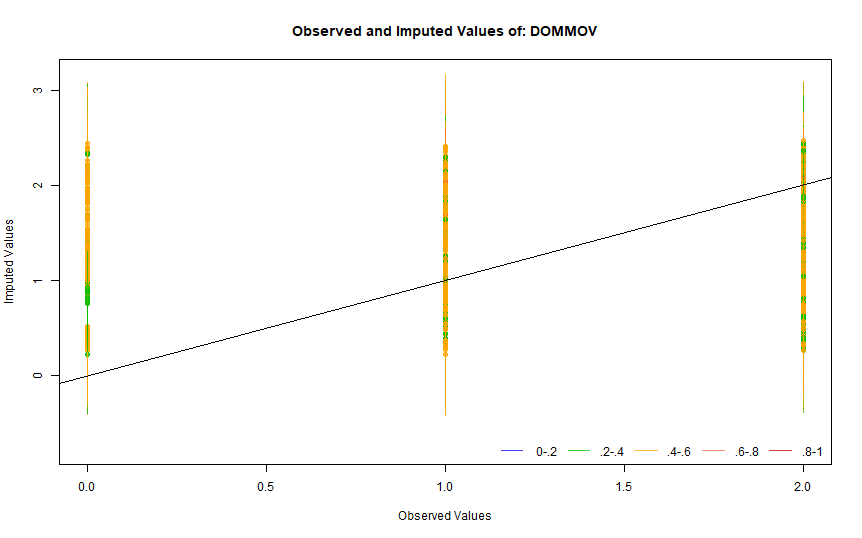 Observed and Imputed Values of: DOMMOV
Imputed Values
3
2
1
0
0-.2 .2-.4 .4-.6 .6-.8 .8-1
0.0 0.5 1.0 1.5 2.0
Observed Values